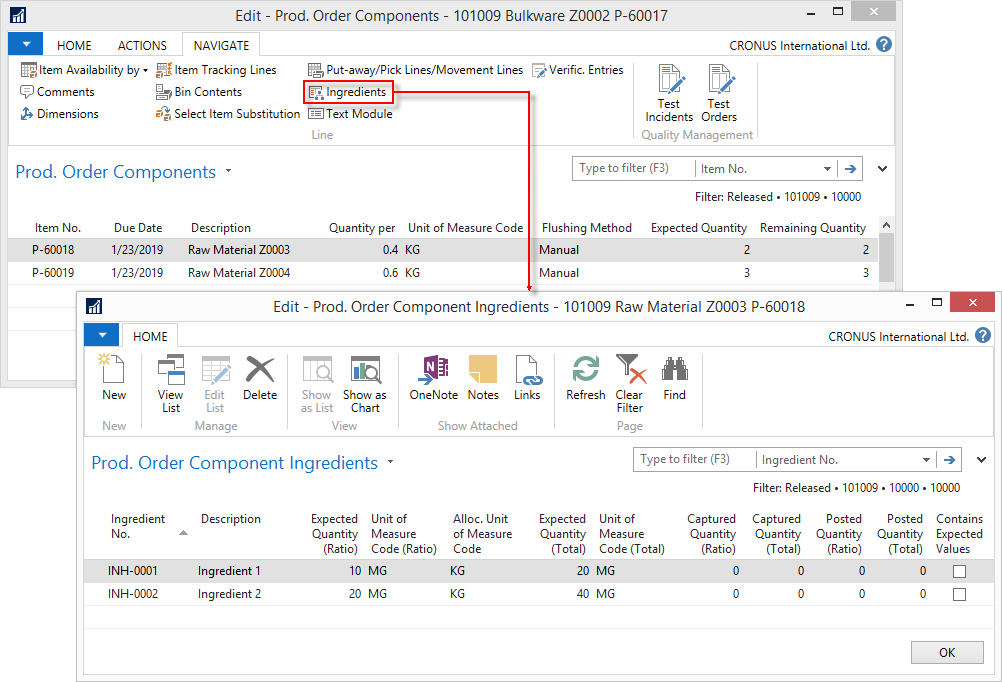 Edit - Prod. Order Components - 101009 Bulkware Z0002 P-60017
HOME ACTIONS NAVIGATE CRONUS International Ltd. ?
Item Availability by Item Tracking Lines Put-away/Pick Lines/Movement Lines Verific. Entries
Comments Bin Contents Ingredients
Dimensions Select Item Substitution Text Module
Test Incidents Test Orders
Line Quality Management
Prod. Order Components Type to filter (F3) Item No.
Filter: Released • 101009 • 10000
Item No. Due Date Description Quantity per Unit of Measure Code Flushing Method Expected Quantity Remaining Quantity
P-60018 1/23/2019 Raw Material Z0003 0.4 KG Manual 2 2
P-60019 1/23/2019 Raw Material Z0004 0.6 KG Manual 3 3
Edit - Prod. Order Component Ingredients - 101009 Raw Material Z0003 P-60018
HOME CRONUS International Ltd. ?
New View List Edit List Delete Show as List Show as Chart OneNote Notes Links Refresh Clear Filter Find
New Manage View Show Attached Page
Prod. Order Component Ingredients Type to filter (F3) Ingredient No.
Filter: Released • 101009 • 10000 • 10000
Ingredient No. Description Expected Quantity (Ratio) Unit of Measure Code (Ratio) Alloc. Unit of Measure Code Expected Quantity (Total) Unit of Measure Code (Total) Captured Quantity (Ratio) Captured Quantity (Total) Posted Quantity (Ratio) Posted Quantity (Total) Contains Expected Values
INH-0001 Ingredient 1 10 MG KG 20 MG 0 0 0 0
INH-0002 Ingredient 2 20 MG KG 40 MG 0 0 0 0
OK